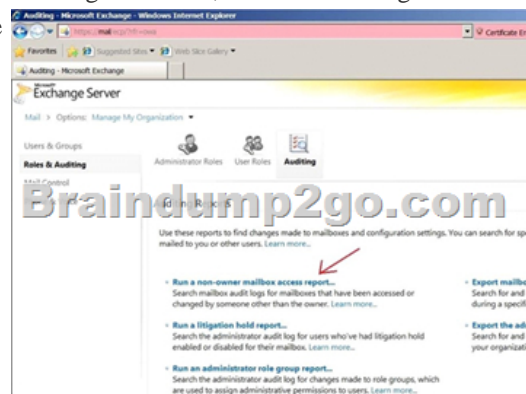 Auditing - Microsoft Exchange - Windows Internet Explorer
Certificate Er
Favorites Suggested Sites Web Slice Gallery
Auditing - Microsoft Exchange
Microsoft
Exchange Server
Mail > Options: Manage My Organization
Users & Groups
Roles & Auditing
Mail Control
Administrator Roles User Roles Auditing
Braindump2go.com
Auditing Reports
Use these reports to find changes made to mailboxes and configuration settings. You can search for spe
mailed to you or other users. Learn more...
Run a non-owner mailbox access report...
Search mailbox audit logs for mailboxes that have been accessed or
changed by someone other than the owner. Learn more...
Run a litigation hold report...
Search the administrator audit log for users who've had litigation hold
enabled or disabled for their mailbox. Learn more...
Run an administrator role group report...
Search the administrator audit log for changes made to role groups, which
are used to assign administrative permissions to users. Learn more...
Export mailbo
Search for and
during a specifi
Export the ad
Search for and
your organizati